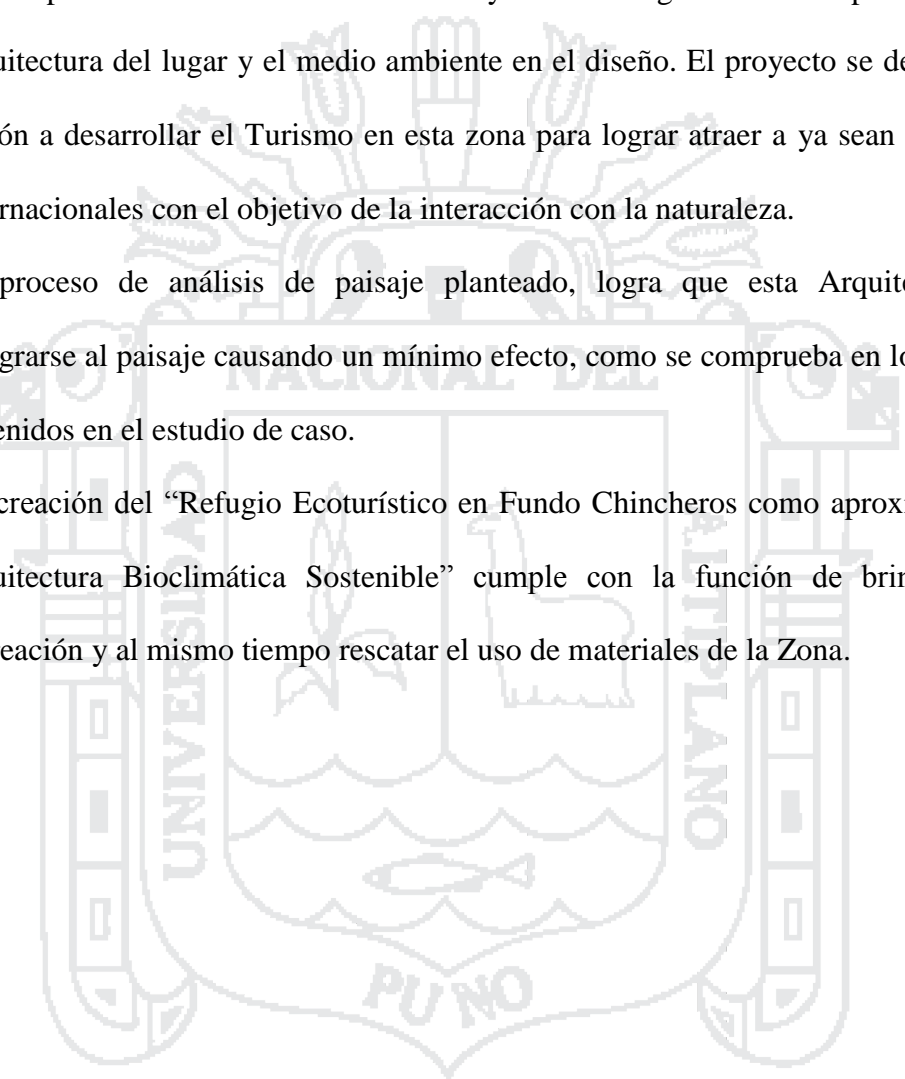 uitectura del lugar y el medio ambiente en el diseño. El proyecto se de
ón a desarrollar el Turismo en esta zona para lograr atraer a ya sean
rnacionales con el objetivo de la interacción con la naturaleza.
proceso de análisis de paisaje planteado, logra que esta Arquite
grarse al paisaje causando un mínimo efecto, como se comprueba en lo
enidos en el estudio de caso.
creación del “Refugio Ecoturístico en Fundo Chincheros como aprox
uitectura Bioclimática Sostenible” cumple con la función de brin
eación y al mismo tiempo rescatar el uso de materiales de la Zona.
UNIVERSIDAD
NACIONAL DEL
ALTIPLANO
PUNO